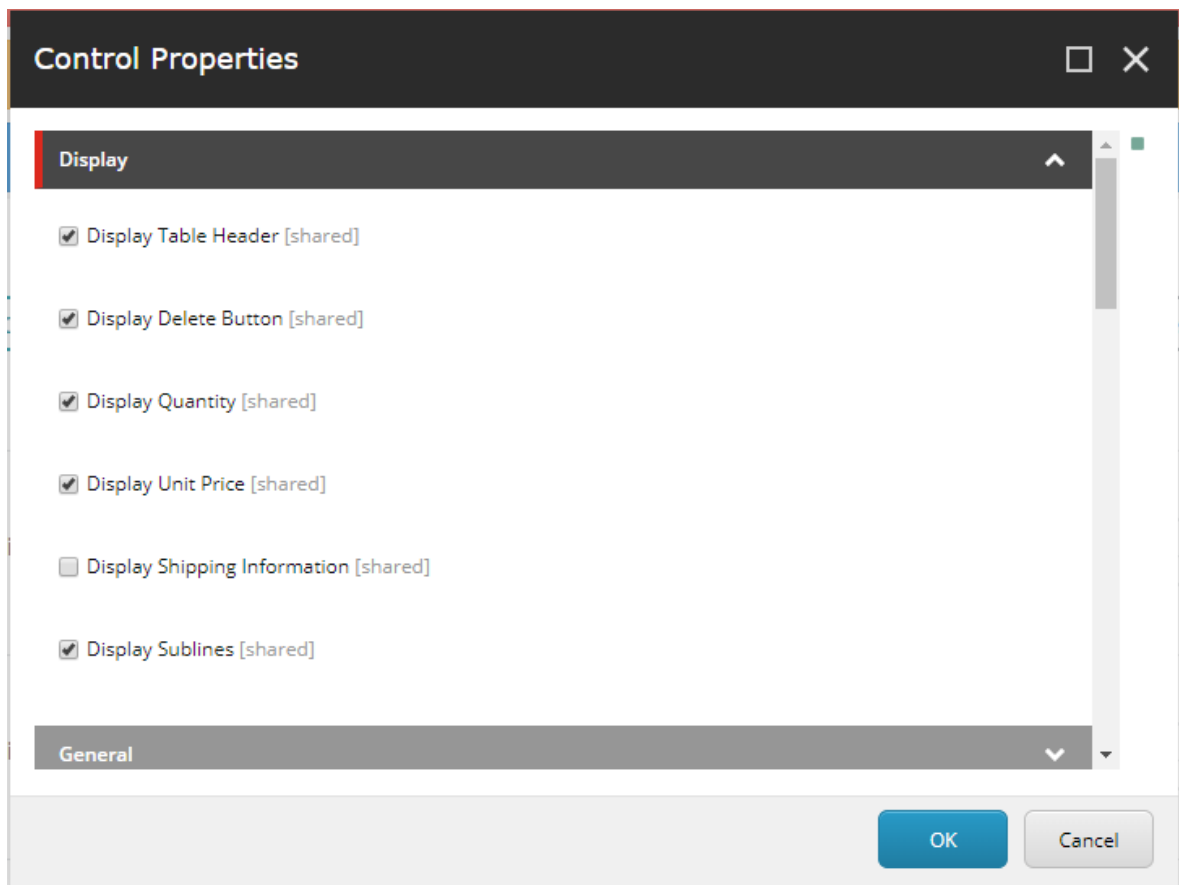 Control Properties
Display
Display Table Header [shared]
Display Delete Button [shared]
Display Quantity [shared]
Display Unit Price [shared]
Display Shipping Information [shared]
Display Sublines [shared]
General
OK Cancel